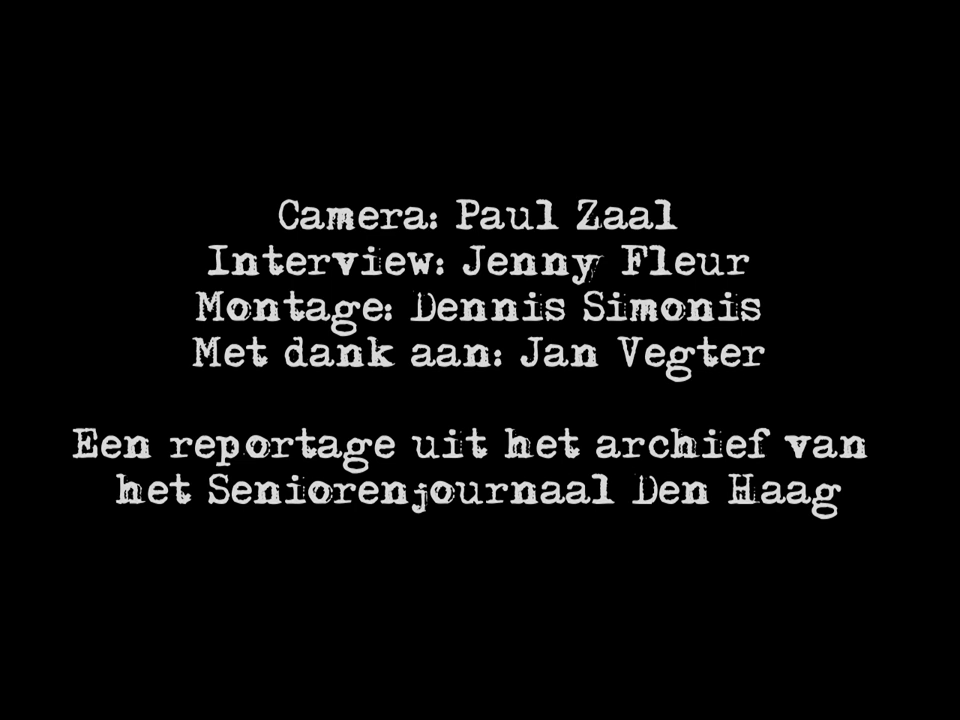 Camera: Paul Zaal
Interview: Jenny Fleur
Montage: Dennis Simonis
Met dank aan: Jan Vegter
Een reportage uit het archief van
het Seniorenjournaal Den Haag